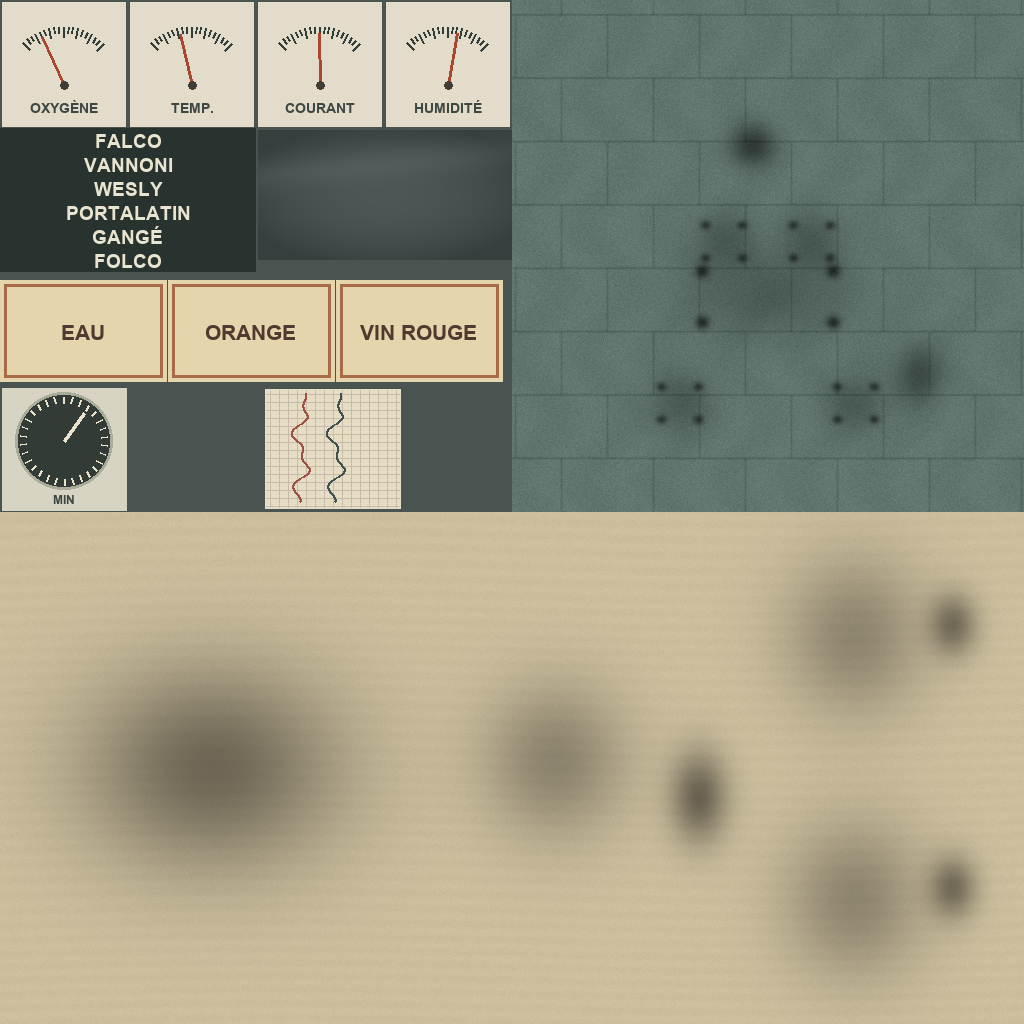 OXYGÈNE
TEMP.
COURANT
HUMIDITÉ
FALCO
VANNONI
WESLY
PORTALATIN
GANGÉ
FOLCO
EAU
ORANGE
VIN ROUGE
MIN